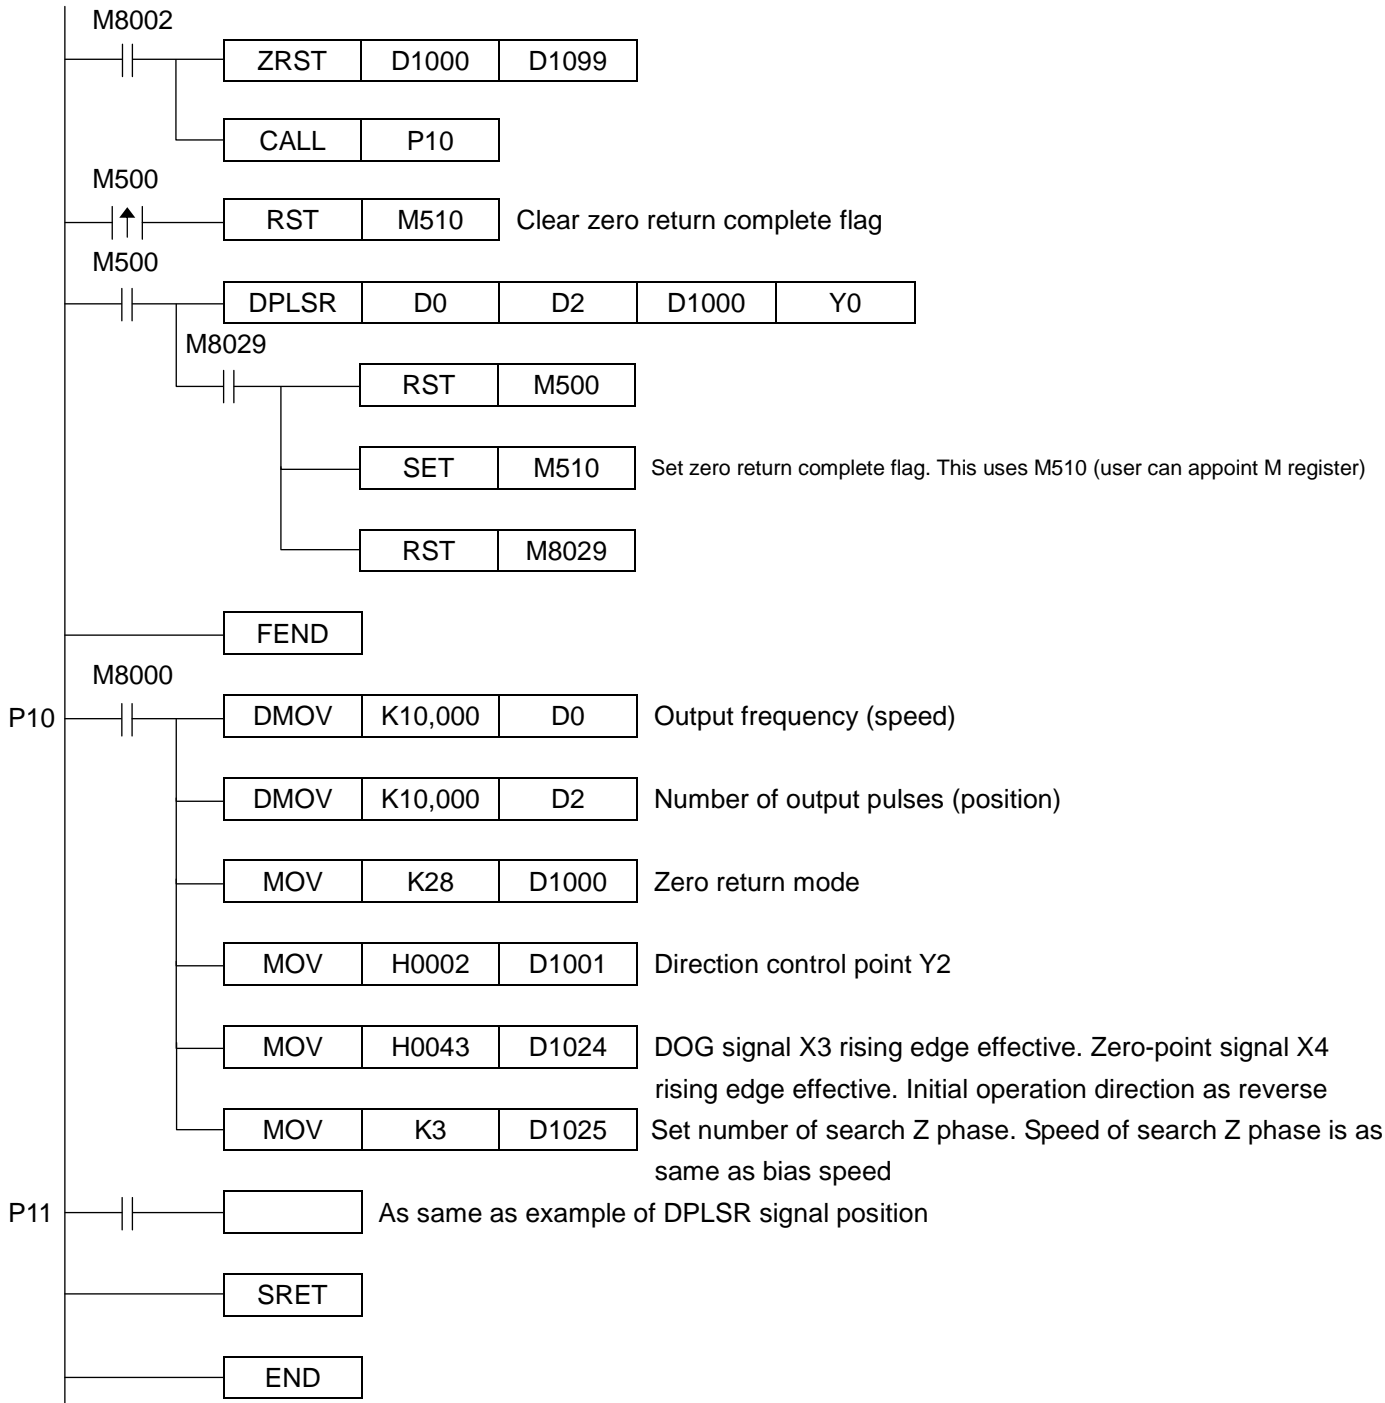 M8002
ZRST D1000 D1099
CALL P10
M500
RST M510 Clear zero return complete flag
M500
DPLSR D0 D2 D1000 Y0
M8029
RST M500
SET M510 Set zero return complete flag. This uses M510 (user can appoint M register)
RST M8029
FEND
M8000
P10 DMOV K10,000 D0 Output frequency (speed)
DMOV K10,000 D2 Number of output pulses (position)
MOV K28 D1000 Zero return mode
MOV H0002 D1001 Direction control point Y2
MOV H0043 D1024 DOG signal X3 rising edge effective. Zero-point signal X4
rising edge effective. Initial operation direction as reverse
MOV K3 D1025 Set number of search Z phase. Speed of search Z phase is as
same as bias speed
P11 As same as example of DPLSR signal position
SRET
END